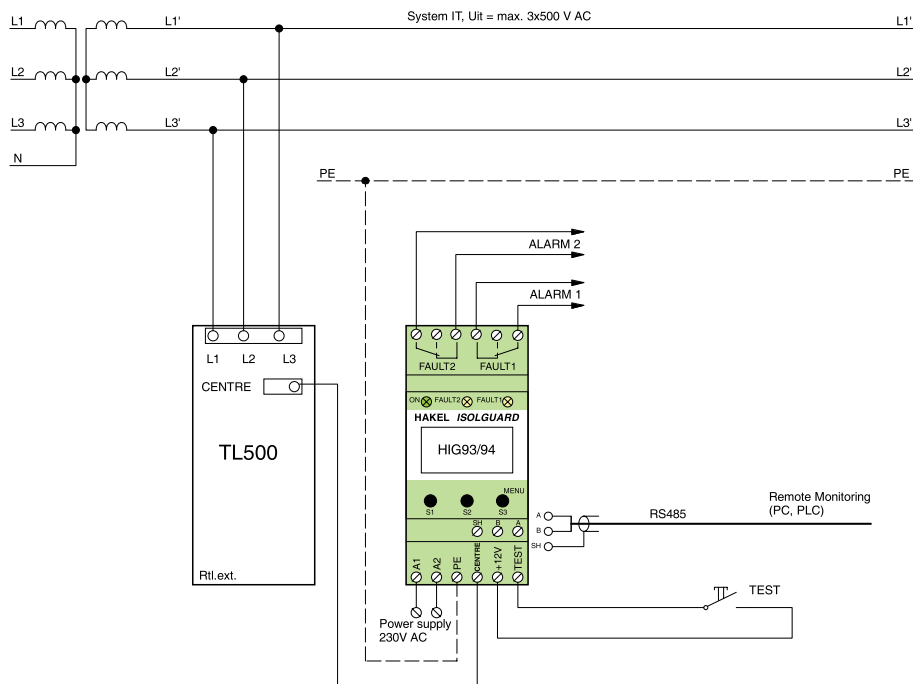 System IT, Uit = max. 3x500 V AC
L1 L1' L1'
L2 L2' L2'
L3 L3' L3'
N
PE PE
ALARM 2
ALARM 1
L1 L2 L3
CENTRE
TL500
Rtl.ext.
FAULT2 FAULT1
ON FAULT2 FAULT1
HAKEL ISOLGUARD
HIG93/94
MENU
S1 S2 S3
SH B A
A1 A2 PE CENTRE +12V TEST
A
B
SH
RS485
Remote Monitoring
(PC, PLC)
TEST
Power supply
230V AC